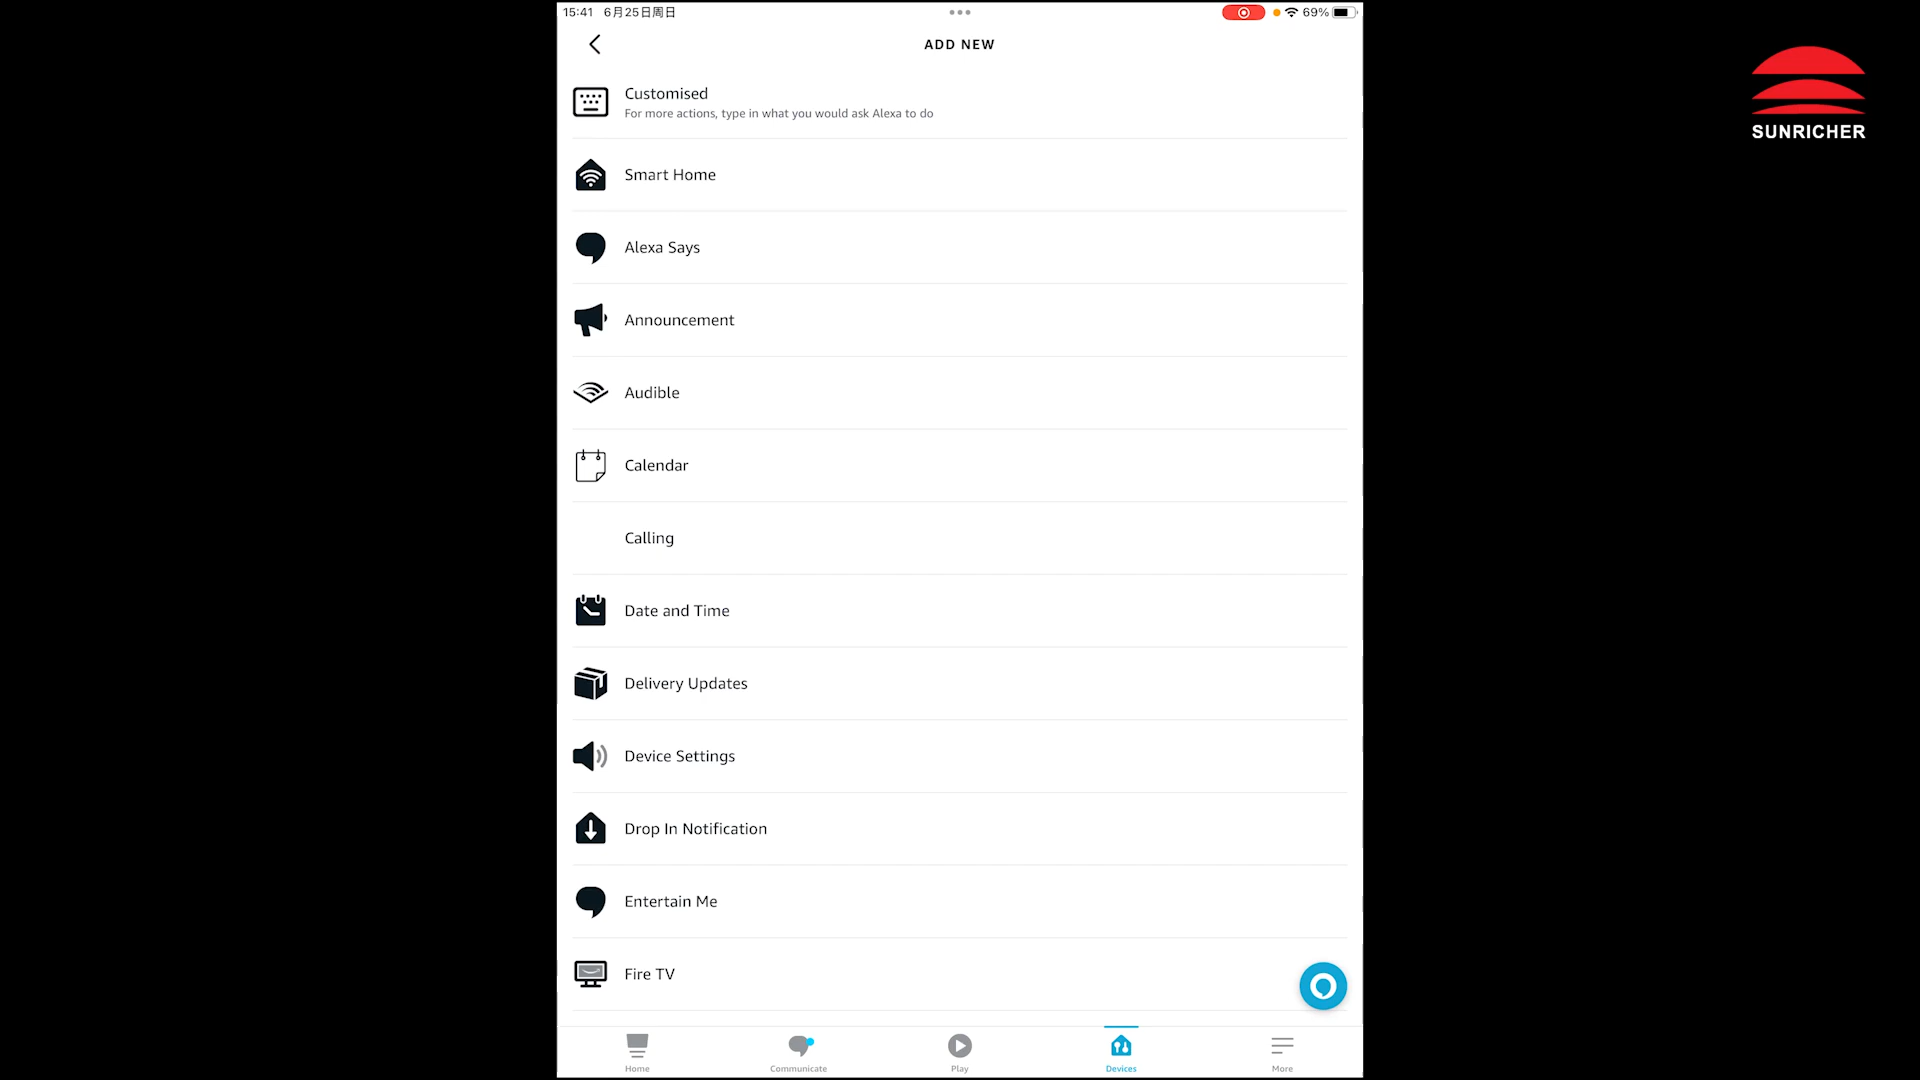 15:41 6月25日周日
69%
ADD NEW
SUNRICHER
Customised
For more actions, type in what you would ask Alexa to do
Smart Home
Alexa Says
Announcement
Audible
Calendar
Calling
Date and Time
Delivery Updates
Device Settings
Drop In Notification
Entertain Me
Fire TV
Home
Communicate
Play
Devices
More